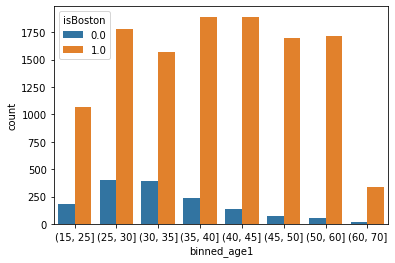 isBoston
0.0
1.0
1750
1500
1250
1000
750
500
250
0
count
(15, 25] (25, 30] (30, 35] (35, 40] (40, 45] (45, 50] (50, 60] (60, 70]
binned_age1